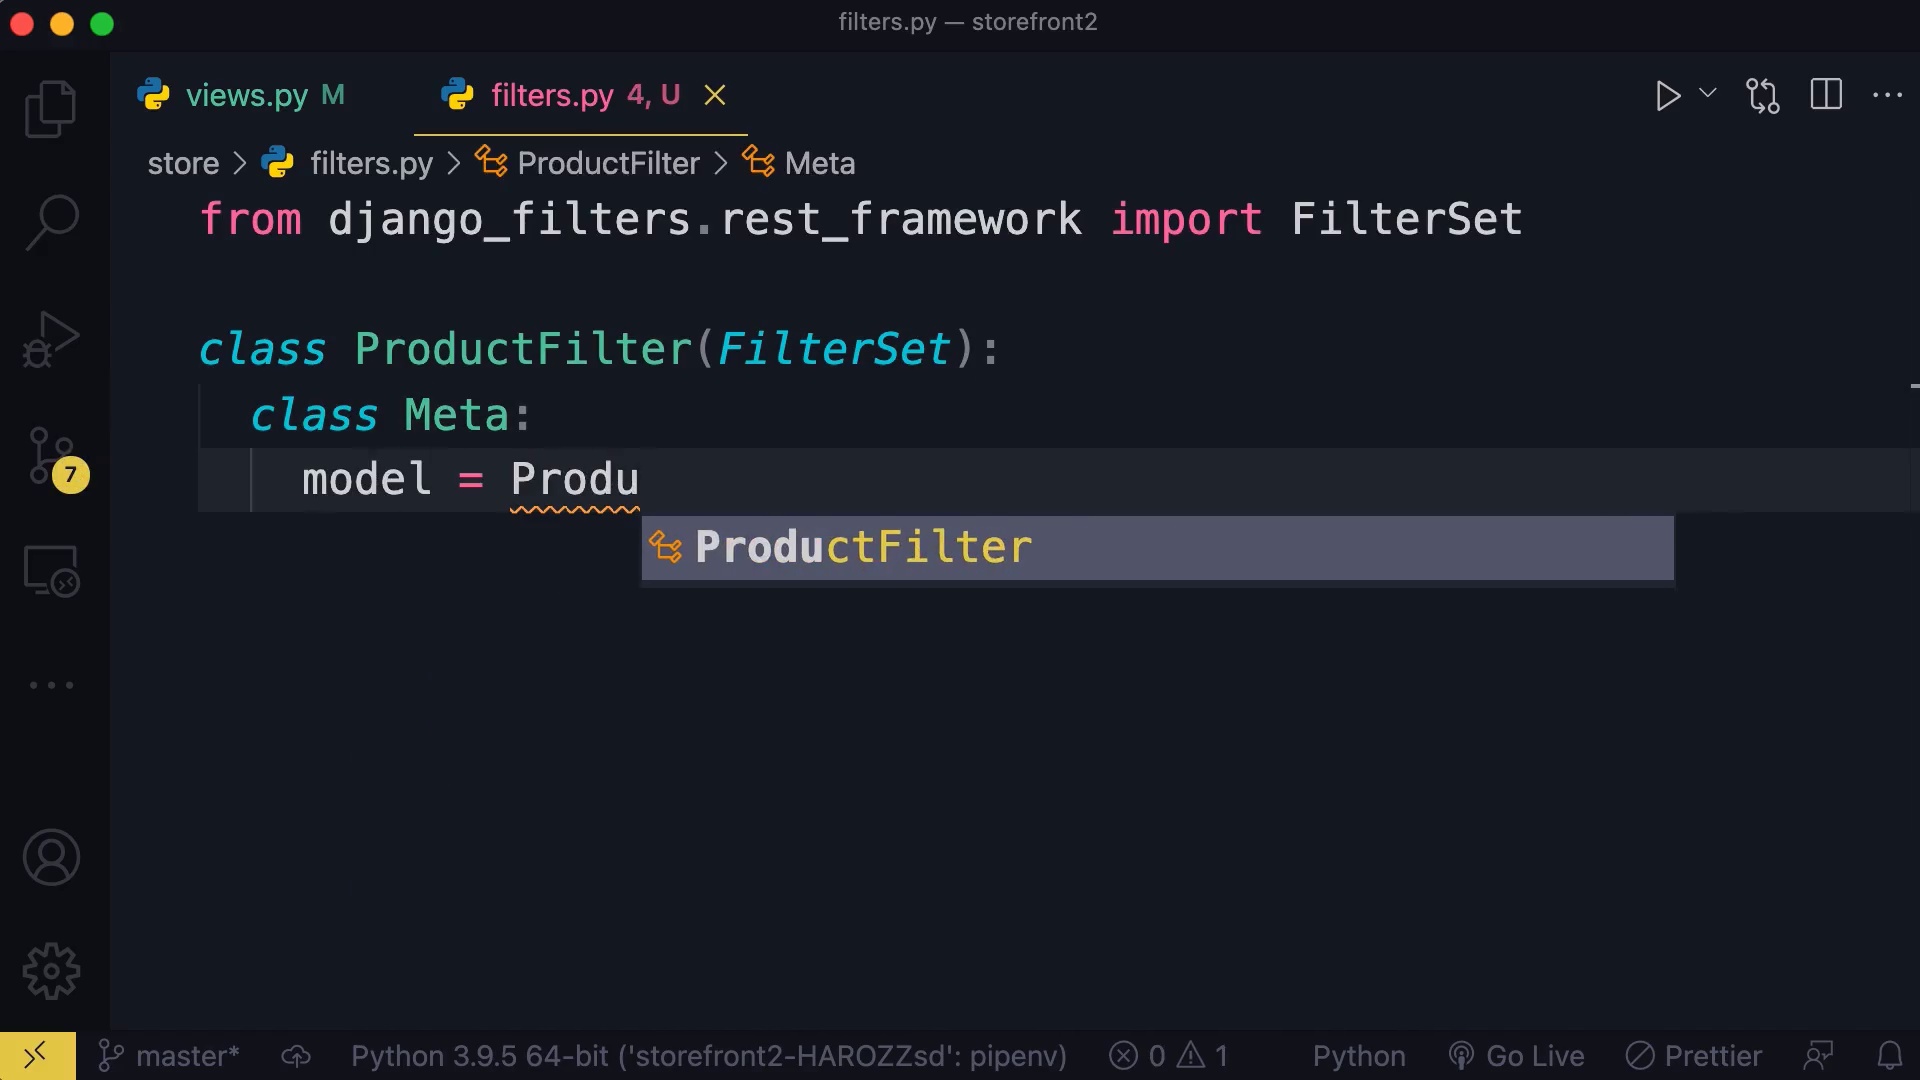 filters.py — storefront2
views.py M filters.py 4, U
store > filters.py > ProductFilter > Meta
from django_filters.rest_framework import FilterSet
class ProductFilter(FilterSet):
class Meta:
model = Produ
ProductFilter
7
master* Python 3.9.5 64-bit ('storefront2-HAROZZsd': pipenv) 0 1 Python Go Live Prettier